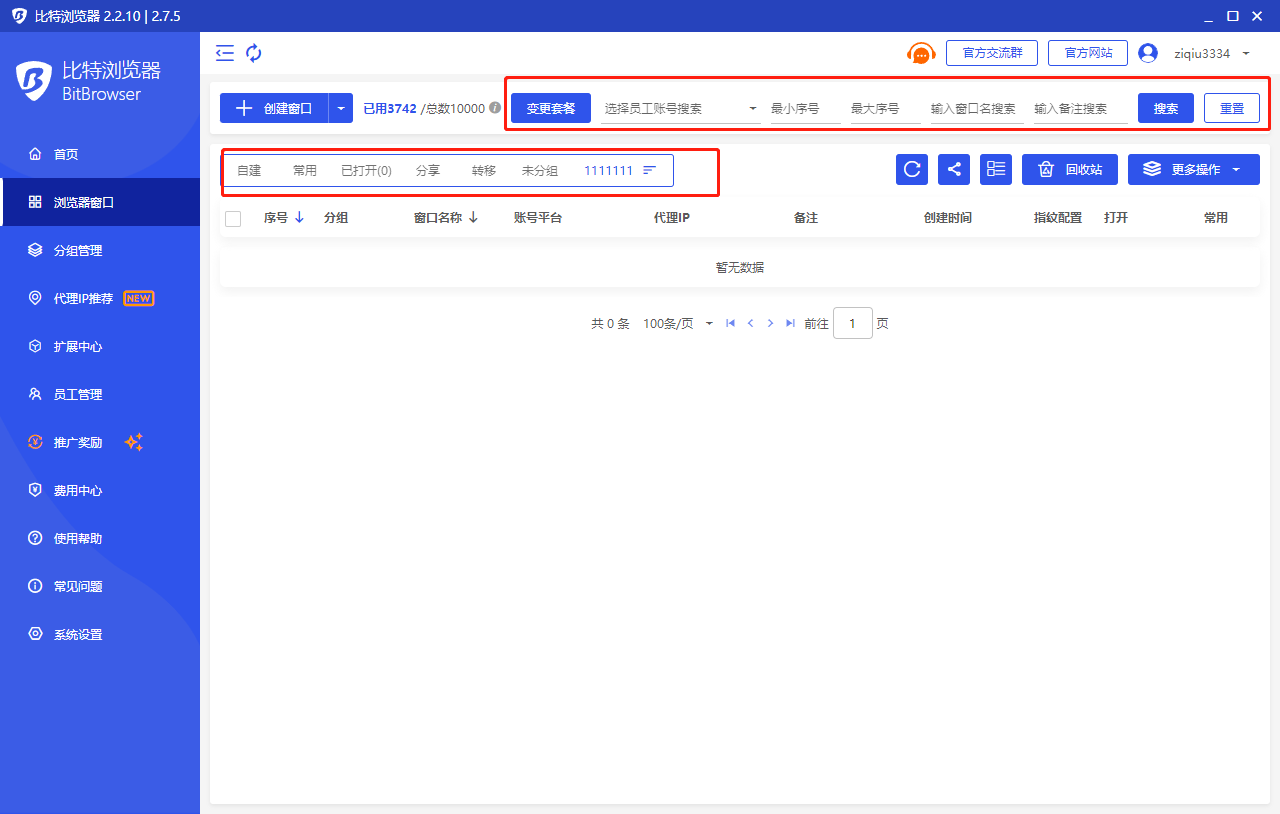 比特浏览器 2.2.10 | 2.7.5
比特浏览器
BitBrowser
首页
浏览器窗口
分组管理
代理IP推荐 NEW
扩展中心
员工管理
推广奖励
费用中心
使用帮助
常见问题
系统设置
官方交流群 官方网站 ziqiu3334
创建窗口 已用3742 /总数10000 变更套餐 选择员工账号搜索 最小序号 最大序号 输入窗口名搜索 输入备注搜索 搜索 重置
自建 常用 已打开(0) 分享 转移 未分组 1111111 回收站 更多操作
序号 分组 窗口名称 账号平台 代理IP 备注 创建时间 指纹配置 打开 常用
暂无数据
共 0 条 100条/页 前往 1 页